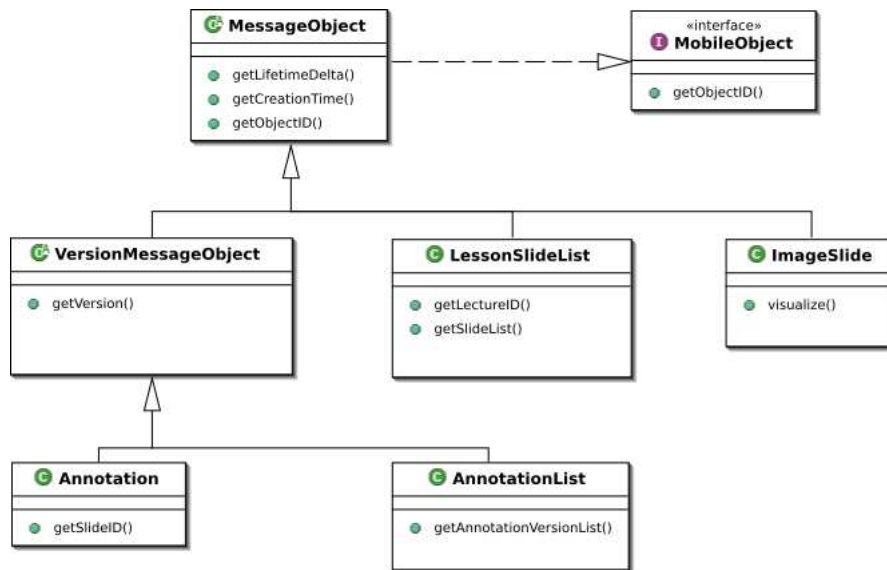 MessageObject
getLifetimeDelta()
getCreationTime()
getObjectID()
«interface»
I MobileObject
getObjectID()
C VersionMessageObject
getVersion()
C LessonSlideList
getLectureID()
getSlideList()
C ImageSlide
visualize()
C Annotation
getSlideID()
C AnnotationList
getAnnotationVersionList()